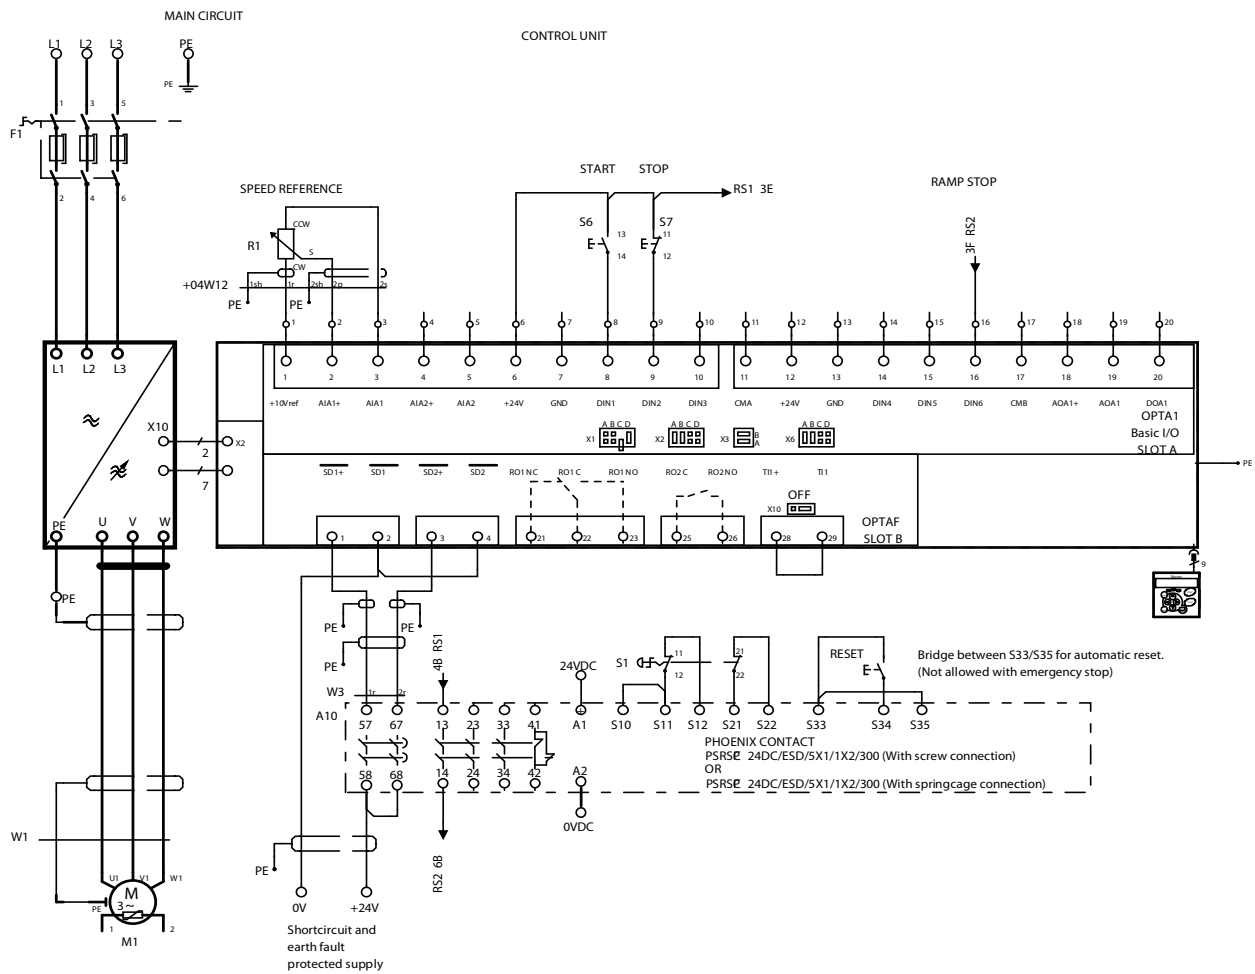 MAIN CIRCUIT
CONTROL UNIT
L1 L2 L3 PE
PE
1 3 5
F1
2 4 6
START STOP
SPEED REFERENCE
RS1 3E
RAMP STOP
3F RS2
S6 13 14
S7 11 12
R1 CCW S CW
+04W12 1sh 1r 2sh 2p 2s
PE PE
1 2 3 4 5 6 7 8 9 10 11 12 13 14 15 16 17 18 19 20
L1 L2 L3
1 2 3 4 5 6 7 8 9 10 11 12 13 14 15 16 17 18 19 20
+10Vref AIA1+ AIA1 AIA2+ AIA2 +24V GND DIN1 DIN2 DIN3 CMA +24V GND DIN4 DIN5 DIN6 CMB AOA1+ AOA1 DOA1
OPTA1
Basic I/O
SLOT A
X1 A B C D
X2 A B C D
X3 B A
X6 A B C D
X10 2 X2
7
PE
SD1+ SD1 SD2+ SD2 RO1NC RO1C RO1NO RO2C RO2NO TI1+ TI1
OFF
X10
OPTAF
SLOT B
PE U V W
1 2 3 4 21 22 23 25 26 28 29
9
PE
PE PE
PE
4B RS1
24VDC
S1 11 12 21 22
RESET
Bridge between S33/S35 for automatic reset.
(Not allowed with emergency stop)
W3 1r 2r
A10 57 67 13 23 33 41 A1 S10 S11 S12 S21 S22 S33 S34 S35
PHOENIX CONTACT
24DC/ESD/5X1/1X2/300 (With screw connection)
OR
24DC/ESD/5X1/1X2/300 (With springcage connection)
58 68 14 24 34 42 A2
0VDC
RS2 6B
W1
PE
U1 V1 W1
M
3~
PE
1 2
M1
0V +24V
Shortcircuit and
earth fault
protected supply